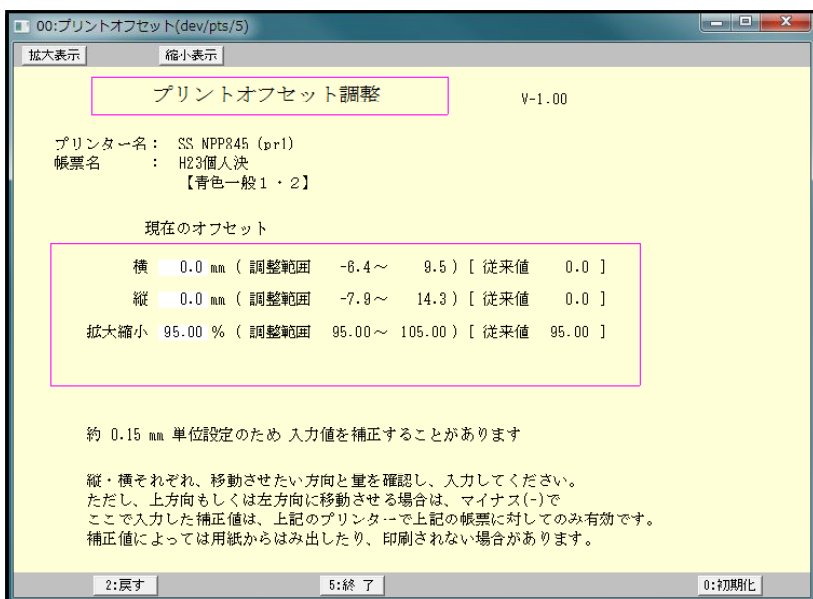 00:プリントオフセット(dev/pts/5)
拡大表示 縮小表示
プリントオフセット調整 V-1.00
プリンター名: SS NPP845 (pr1)
帳票名 : H23個人決
【青色一般1・2】
現在のオフセット
横 0.0 mm ( 調整範囲 -6.4~ 9.5) [ 従来値 0.0 ]
縦 0.0 mm ( 調整範囲 -7.9~ 14.3) [ 従来値 0.0 ]
拡大縮小 95.00 % ( 調整範囲 95.00~ 105.00) [ 従来値 95.00 ]
約 0.15 mm 単位設定のため 入力値を補正することがあります
縦・横それぞれ、移動させたい方向と量を確認し、入力してください。
ただし、上方向もしくは左方向に移動させる場合は、マイナス(-)で
ここで入力した補正値は、上記のプリンターで上記の帳票に対してのみ有効です。
補正値によっては用紙からはみ出したり、印刷されない場合があります。
2:戻す 5:終 了 0:初期化